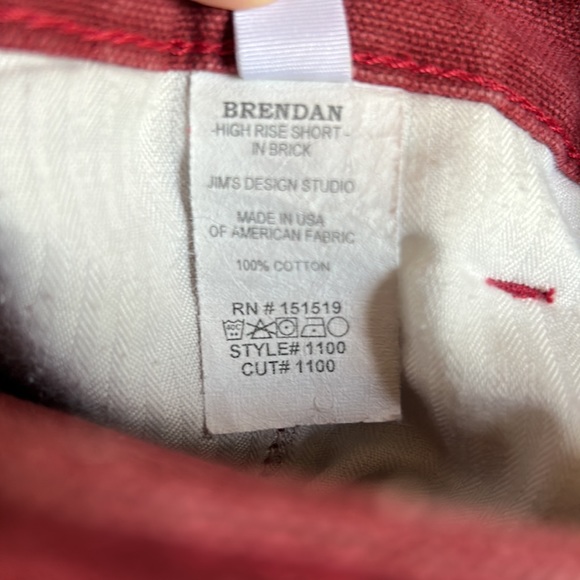 BRENDAN
-HIGH RISE SHORT-
IN BRICK
JIM'S DESIGN STUDIO
MADE IN USA
OF AMERICAN FABRIC
100% COTTON
RN # 151519
STYLE# 1100
CUT# 1100